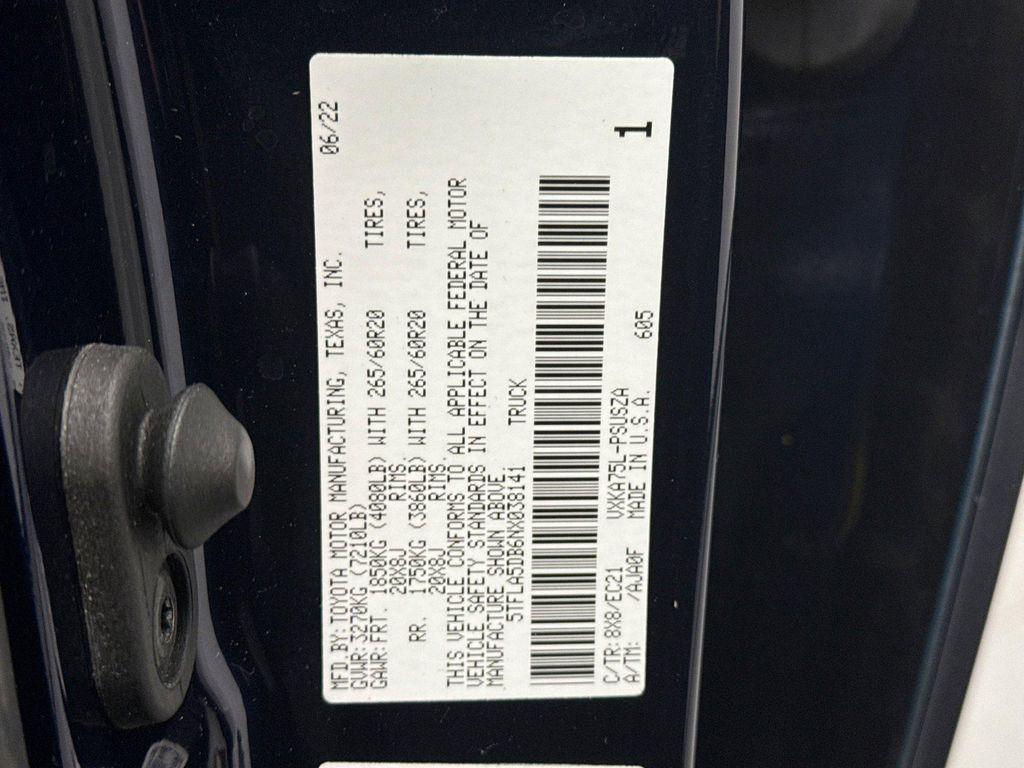 MFD.BY:TOYOTA MOTOR MANUFACTURING, TEXAS, INC. 06/22
GVWR:3270KG (7210LB)
GAWR:FRT. 1850KG (4080LB) WITH 265/60R20 TIRES,
20X8J RIMS.
RR. 1750KG (3860LB) WITH 265/60R20 TIRES,
20X8J RIMS.
THIS VEHICLE CONFORMS TO ALL APPLICABLE FEDERAL MOTOR
VEHICLE SAFETY STANDARDS IN EFFECT ON THE DATE OF
MANUFACTURE SHOWN ABOVE
5TFLA5DB6NX038141 TRUCK
1
C/TR:8X8/EC21 VXKA75L-PSUSZA 605
A/TM: /AJA0F MADE IN U.S.A.